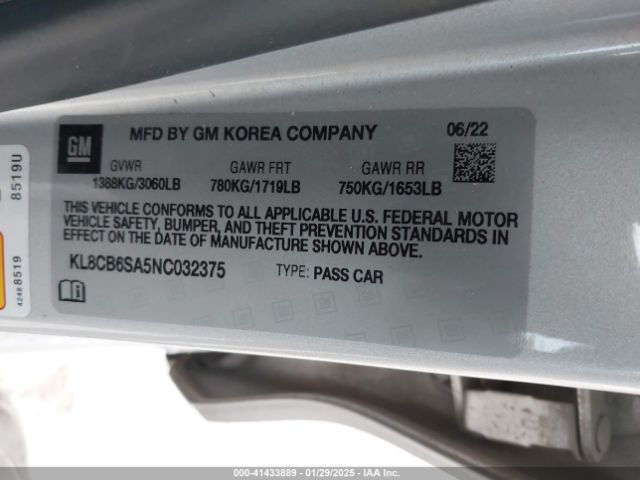 GM
MFD BY GM KOREA COMPANY 06/22
GVWR GAWR FRT GAWR RR
1388KG/3060LB 780KG/1719LB 750KG/1653LB
THIS VEHICLE CONFORMS TO ALL APPLICABLE U.S. FEDERAL MOTOR
VEHICLE SAFETY, BUMPER, AND THEFT PREVENTION STANDARDS IN
EFFECT ON THE DATE OF MANUFACTURE SHOWN ABOVE.
KL8CB6SA5NC032375 TYPE: PASS CAR
8519U
42488519
000-41433889 - 01/29/2025 - IAA Inc.